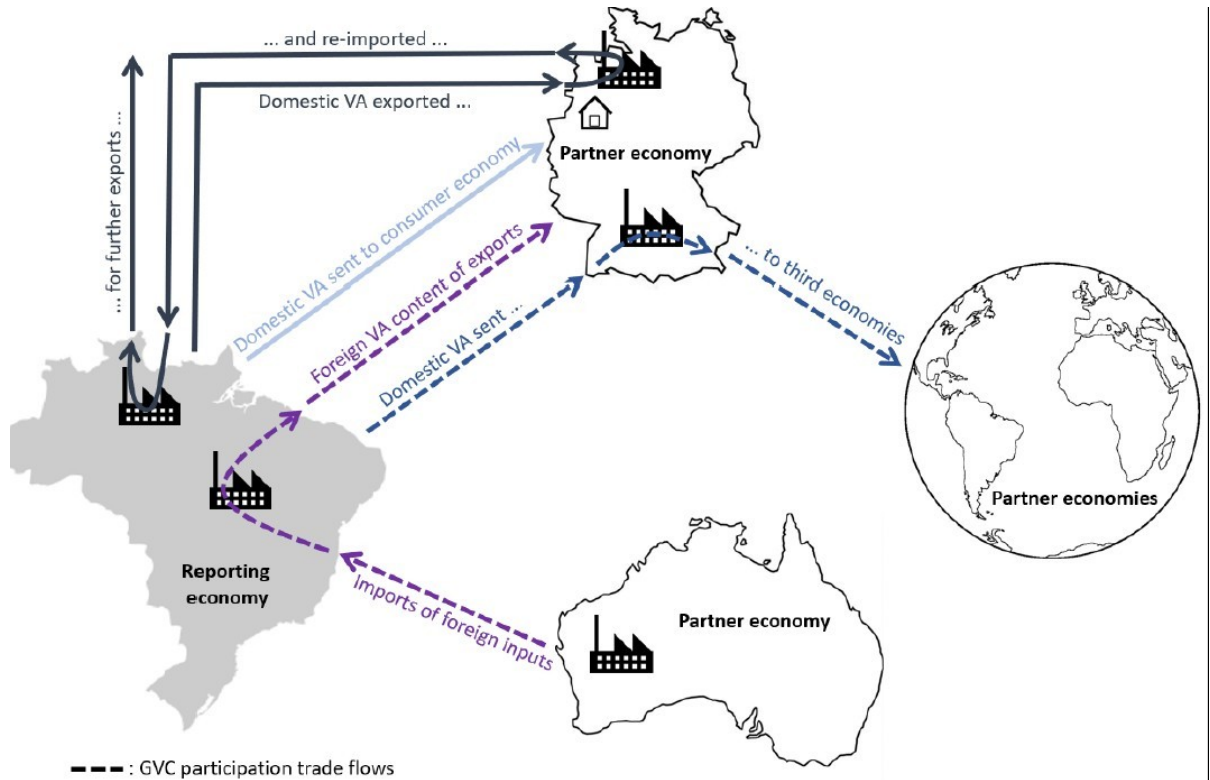 ... and re-imported ...
Domestic VA exported ...
... for further exports ...
Partner economy
Domestic VA sent to consumer economy
Foreign VA content of exports
Domestic VA sent ...
... to third economies
Partner economies
Reporting
economy
Imports of foreign inputs
Partner economy
: GVC participation trade flows